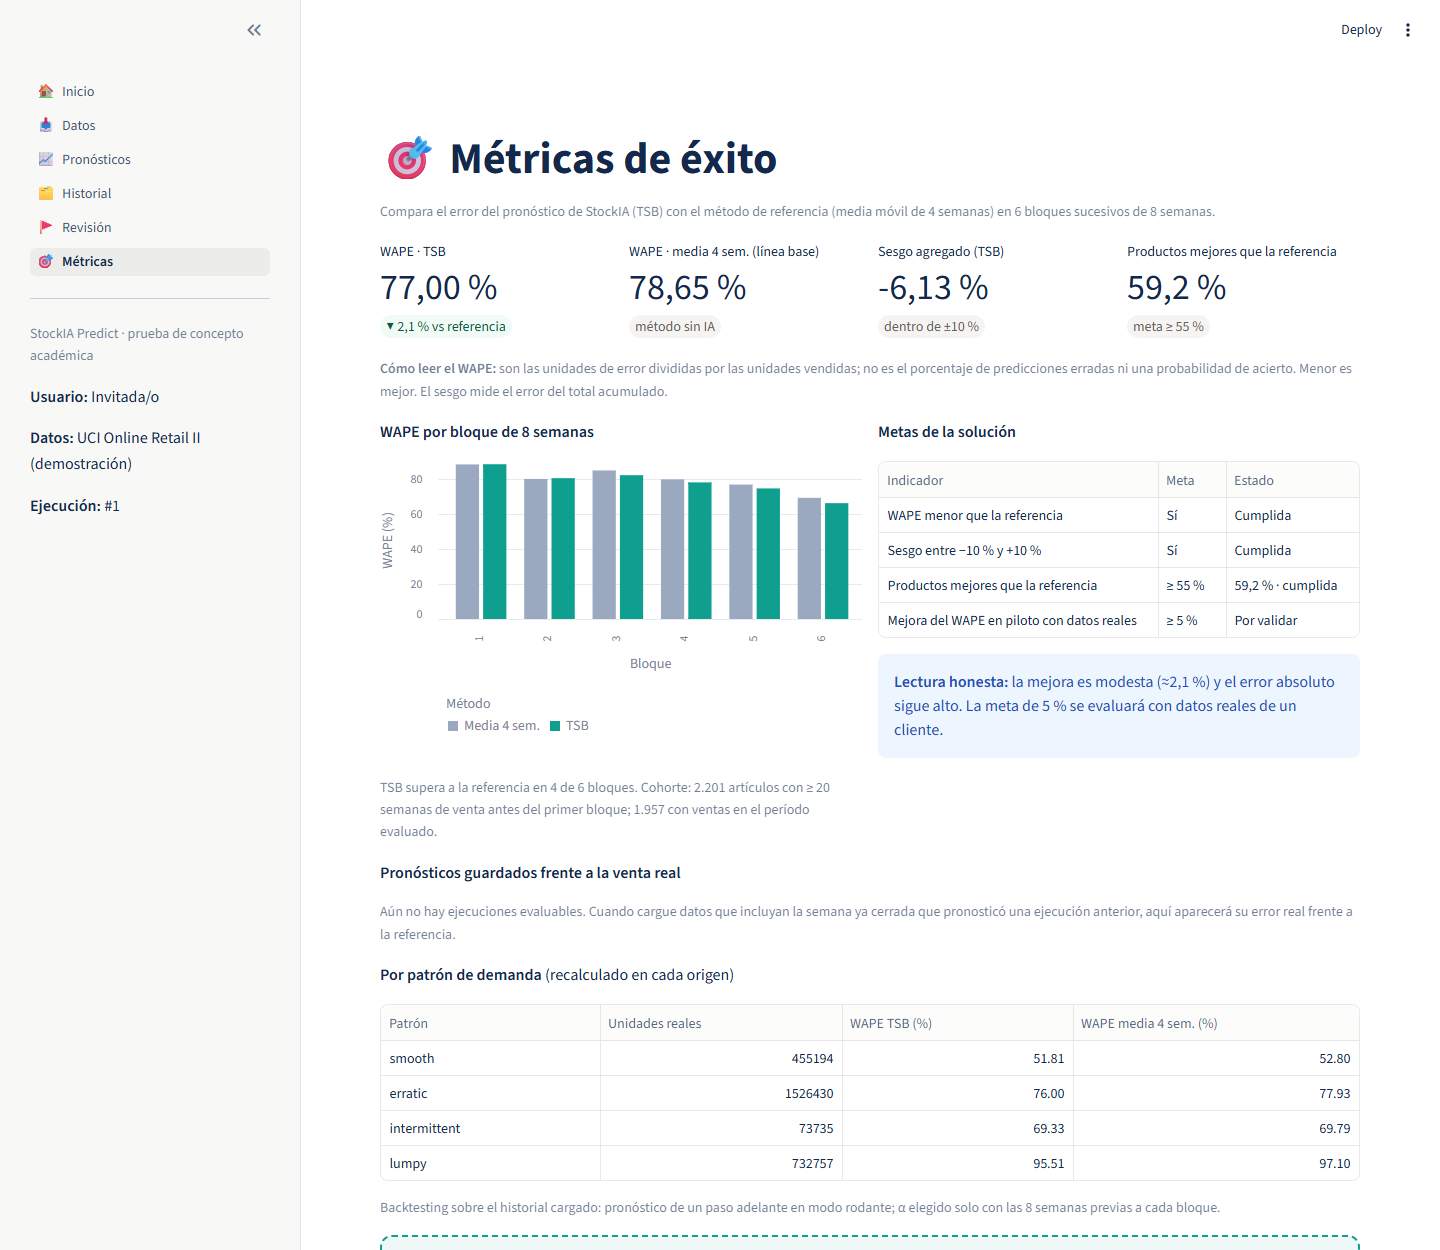 Deploy
Inicio
Datos
Pronósticos
Historial
Revisión
Métricas
StockIA Predict · prueba de concepto
académica
Usuario: Invitada/o
Datos: UCI Online Retail II
(demostración)
Ejecución: #1
Métricas de éxito
Compara el error del pronóstico de StockIA (TSB) con el método de referencia (media móvil de 4 semanas) en 6 bloques sucesivos de 8 semanas.
WAPE · TSB
77,00 %
▼ 2,1 % vs referencia
WAPE · media 4 sem. (línea base)
78,65 %
método sin IA
Sesgo agregado (TSB)
-6,13 %
dentro de ±10 %
Productos mejores que la referencia
59,2 %
meta ≥ 55 %
Cómo leer el WAPE: son las unidades de error divididas por las unidades vendidas; no es el porcentaje de predicciones erradas ni una probabilidad de acierto. Menor es
mejor. El sesgo mide el error del total acumulado.
WAPE por bloque de 8 semanas
WAPE (%)
80
60
40
20
0
1 2 3 4 5 6
Bloque
Método
Media 4 sem. TSB
TSB supera a la referencia en 4 de 6 bloques. Cohorte: 2.201 artículos con ≥ 20
semanas de venta antes del primer bloque; 1.957 con ventas en el período
evaluado.
Metas de la solución
Indicador Meta Estado
WAPE menor que la referencia Sí Cumplida
Sesgo entre −10 % y +10 % Sí Cumplida
Productos mejores que la referencia ≥ 55 % 59,2 % · cumplida
Mejora del WAPE en piloto con datos reales ≥ 5 % Por validar
Lectura honesta: la mejora es modesta (≈2,1 %) y el error absoluto
sigue alto. La meta de 5 % se evaluará con datos reales de un
cliente.
Pronósticos guardados frente a la venta real
Aún no hay ejecuciones evaluables. Cuando cargue datos que incluyan la semana ya cerrada que pronosticó una ejecución anterior, aquí aparecerá su error real frente a
la referencia.
Por patrón de demanda (recalculado en cada origen)
Patrón Unidades reales WAPE TSB (%) WAPE media 4 sem. (%)
smooth 455194 51.81 52.80
erratic 1526430 76.00 77.93
intermittent 73735 69.33 69.79
lumpy 732757 95.51 97.10
Backtesting sobre el historial cargado: pronóstico de un paso adelante en modo rodante; α elegido solo con las 8 semanas previas a cada bloque.